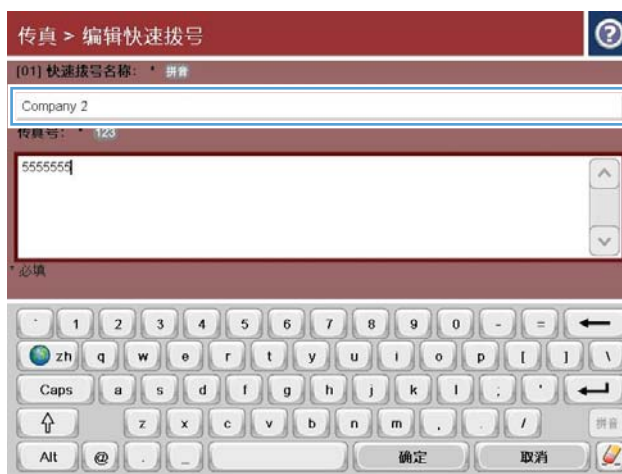 传真 > 编辑快速拨号
[01] 快速拨号名称: * 拼音
Company 2
传真号: * 123
5555555
* 必填
1 2 3 4 5 6 7 8 9 0 - =
zh q w e r t y u i o p [ ] \
Caps a s d f g h j k l ; '
z x c v b n m , . / 拼音
Alt @ . _ 确定 取消